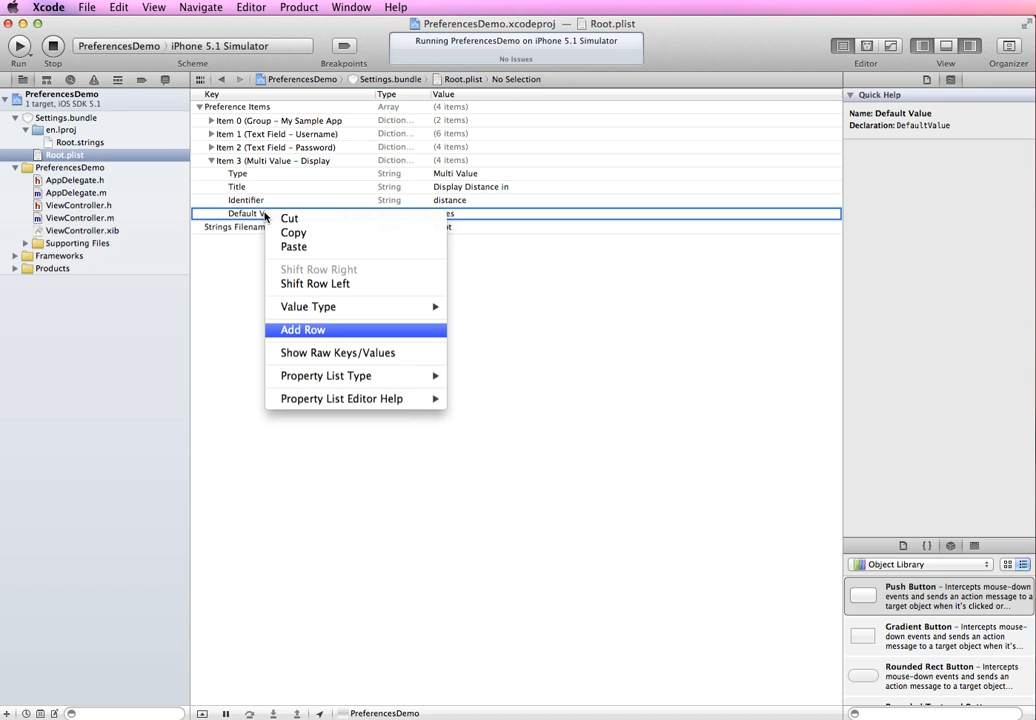 Xcode File Edit View Navigate Editor Product Window Help
PreferencesDemo.xcodeproj — Root.plist
Running PreferencesDemo on iPhone 5.1 Simulator
No Issues
PreferencesDemo › iPhone 5.1 Simulator
Run Stop Scheme Breakpoints Editor View Organizer
PreferencesDemo › Settings.bundle › Root.plist › No Selection
PreferencesDemo
1 target, iOS SDK 5.1
Settings.bundle
en.lproj
Root.strings
Root.plist
PreferencesDemo
AppDelegate.h
AppDelegate.m
ViewController.h
ViewController.m
ViewController.xib
Supporting Files
Frameworks
Products
Key Type Value
Preference Items Array (4 items)
Item 0 (Group – My Sample App Diction... (2 items)
Item 1 (Text Field – Username) Diction... (6 items)
Item 2 (Text Field – Password) Diction... (4 items)
Item 3 (Multi Value – Display Diction... (4 items)
Type String Multi Value
Title String Display Distance in
Identifier String distance
Default V
Strings Filenam
Cut
Copy
Paste
Shift Row Right
Shift Row Left
Value Type
Add Row
Show Raw Keys/Values
Property List Type
Property List Editor Help
Quick Help
Name: Default Value
Declaration: DefaultValue
Object Library
Push Button – Intercepts mouse-down
events and sends an action message to a
target object when it's clicked or...
Gradient Button – Intercepts mouse-
down events and sends an action
message to a target object when it's...
Rounded Rect Button – Intercepts
mouse-down events and sends an
action message to a target object...
PreferencesDemo